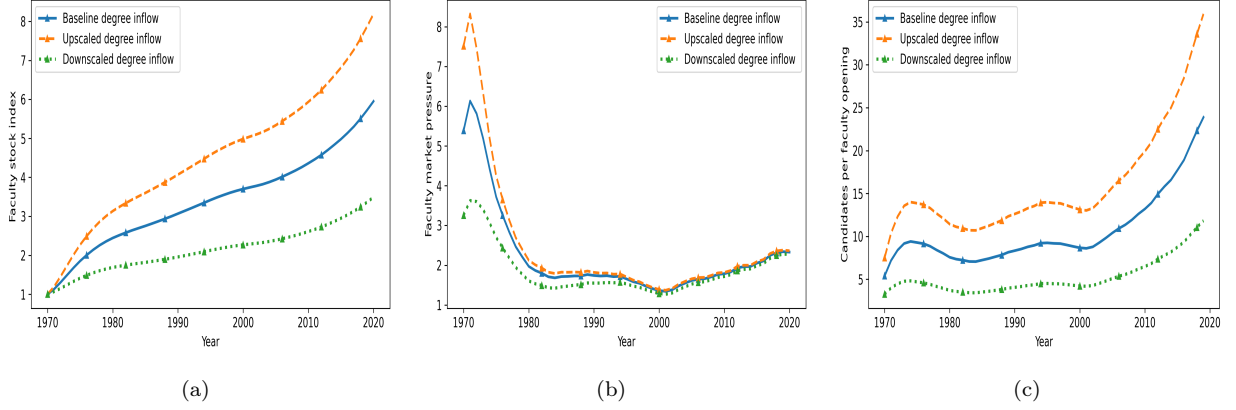 Baseline degree inflow
Upscaled degree inflow
Downscaled degree inflow
Faculty stock index
8
7
6
5
4
3
2
1
1970
1980
1990
2000
2010
2020
Year
(a)
Baseline degree inflow
Upscaled degree inflow
Downscaled degree inflow
Faculty market pressure
8
7
6
5
4
3
2
1
1970
1980
1990
2000
2010
2020
Year
(b)
Baseline degree inflow
Upscaled degree inflow
Downscaled degree inflow
Candidates per faculty opening
35
30
25
20
15
10
5
1970
1980
1990
2000
2010
2020
Year
(c)